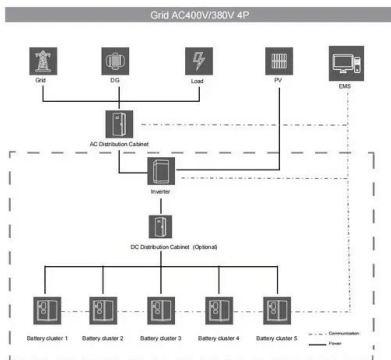 Grid AC400V/380V 4P
Grid
DG
Load
PV
EMS
AC Distribution Cabinet
Inverter
DC Distribution Cabinet (Optional)
Battery cluster 1
Battery cluster 2
Battery cluster 3
Battery cluster 4
Battery cluster 5
Communication
Power